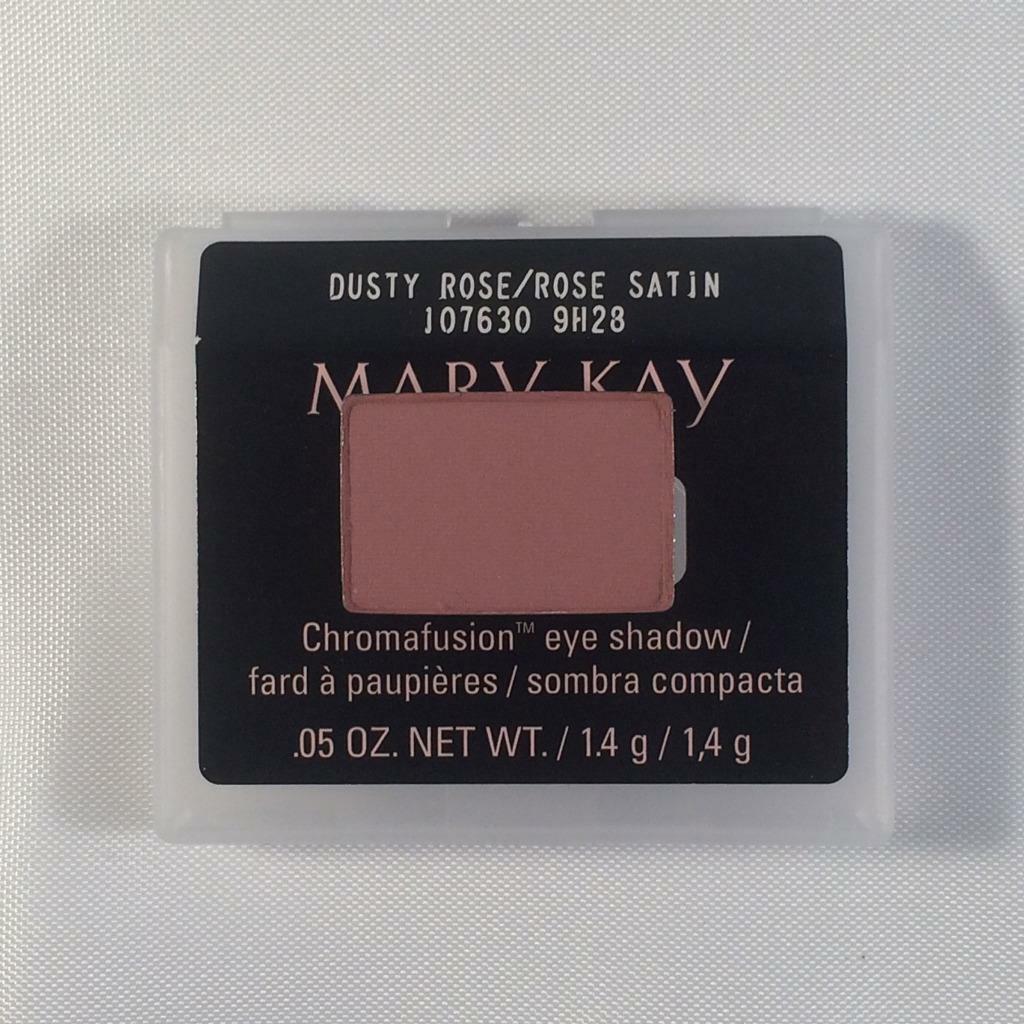 DUSTY ROSE/ROSE SATIN
107630 9H28
MARY KAY
Chromafusion™ eye shadow /
fard à paupières / sombra compacta
.05 OZ. NET WT. / 1.4 g / 1,4 g